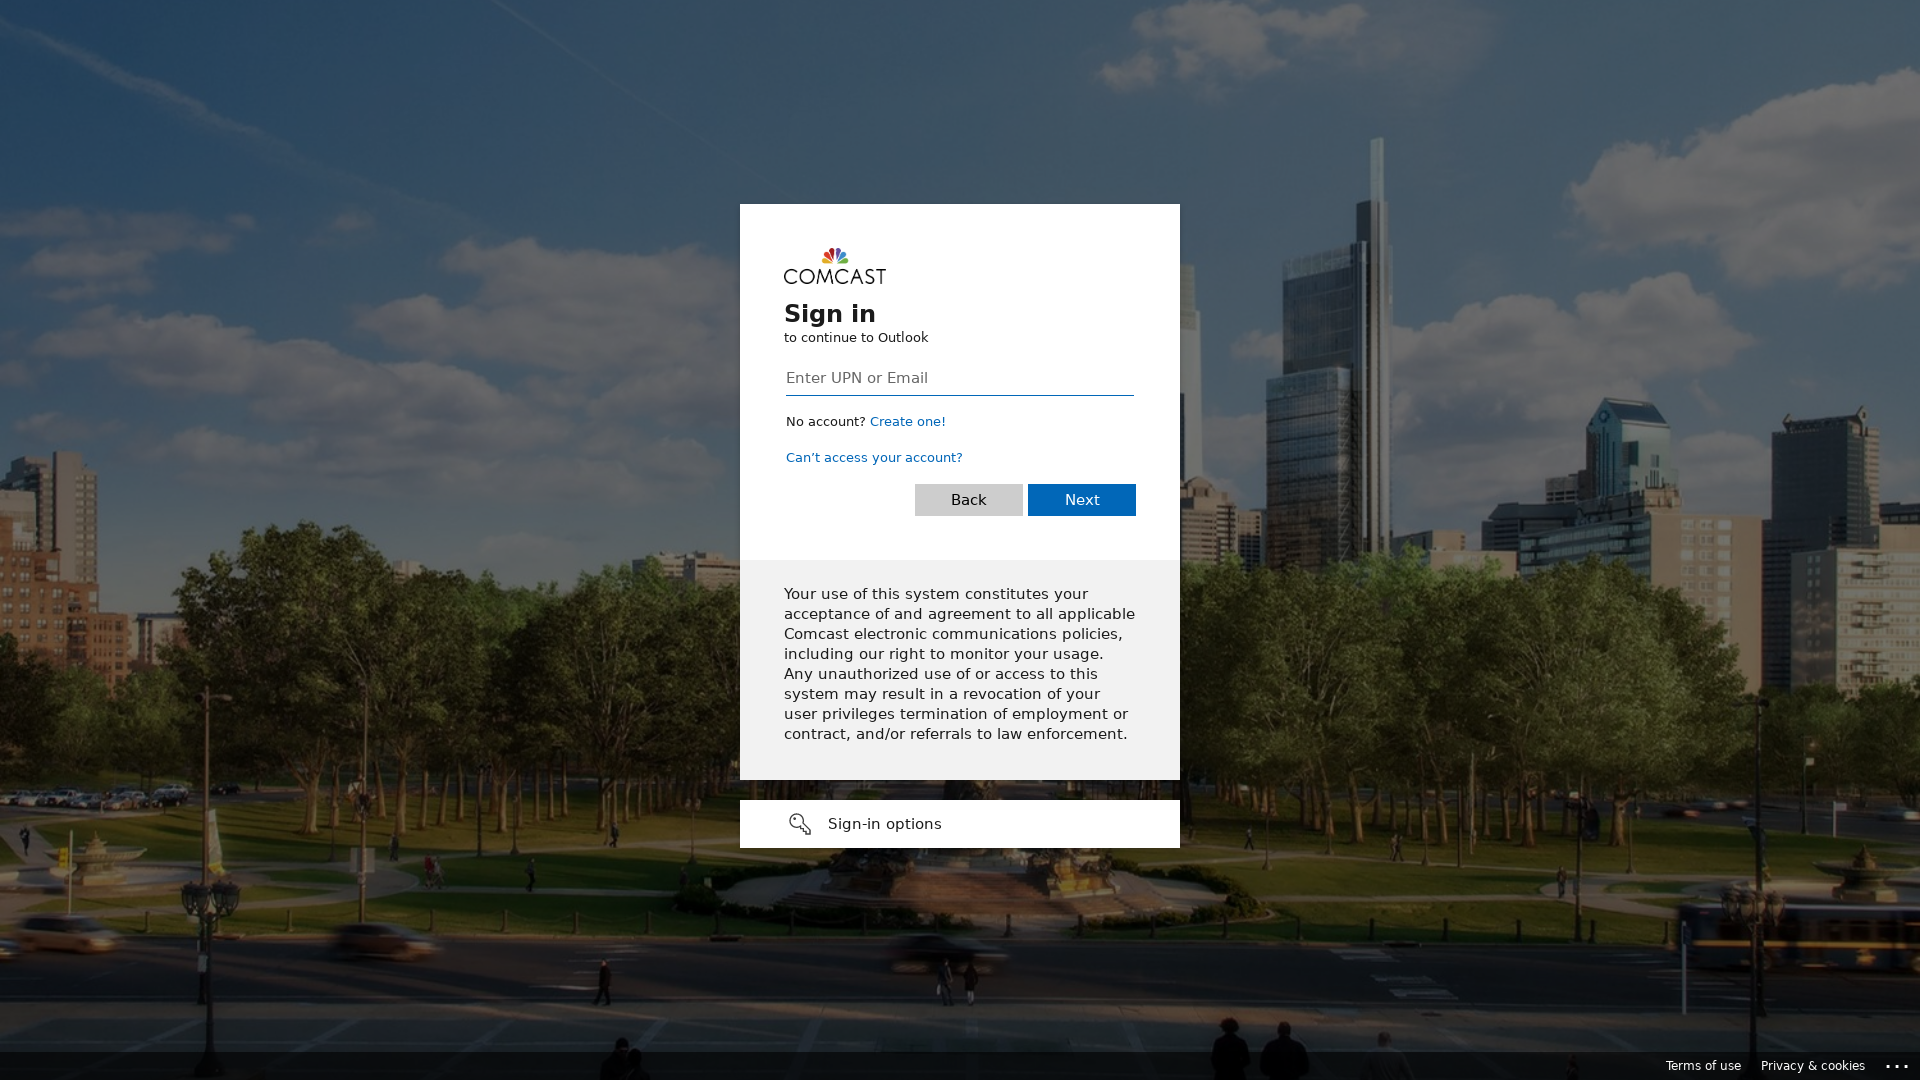 COMCAST
Sign in
to continue to Outlook
Enter UPN or Email
No account? Create one!
Can’t access your account?
Back
Next
Your use of this system constitutes your
acceptance of and agreement to all applicable
Comcast electronic communications policies,
including our right to monitor your usage.
Any unauthorized use of or access to this
system may result in a revocation of your
user privileges termination of employment or
contract, and/or referrals to law enforcement.
Sign-in options
Terms of use
Privacy & cookies
...